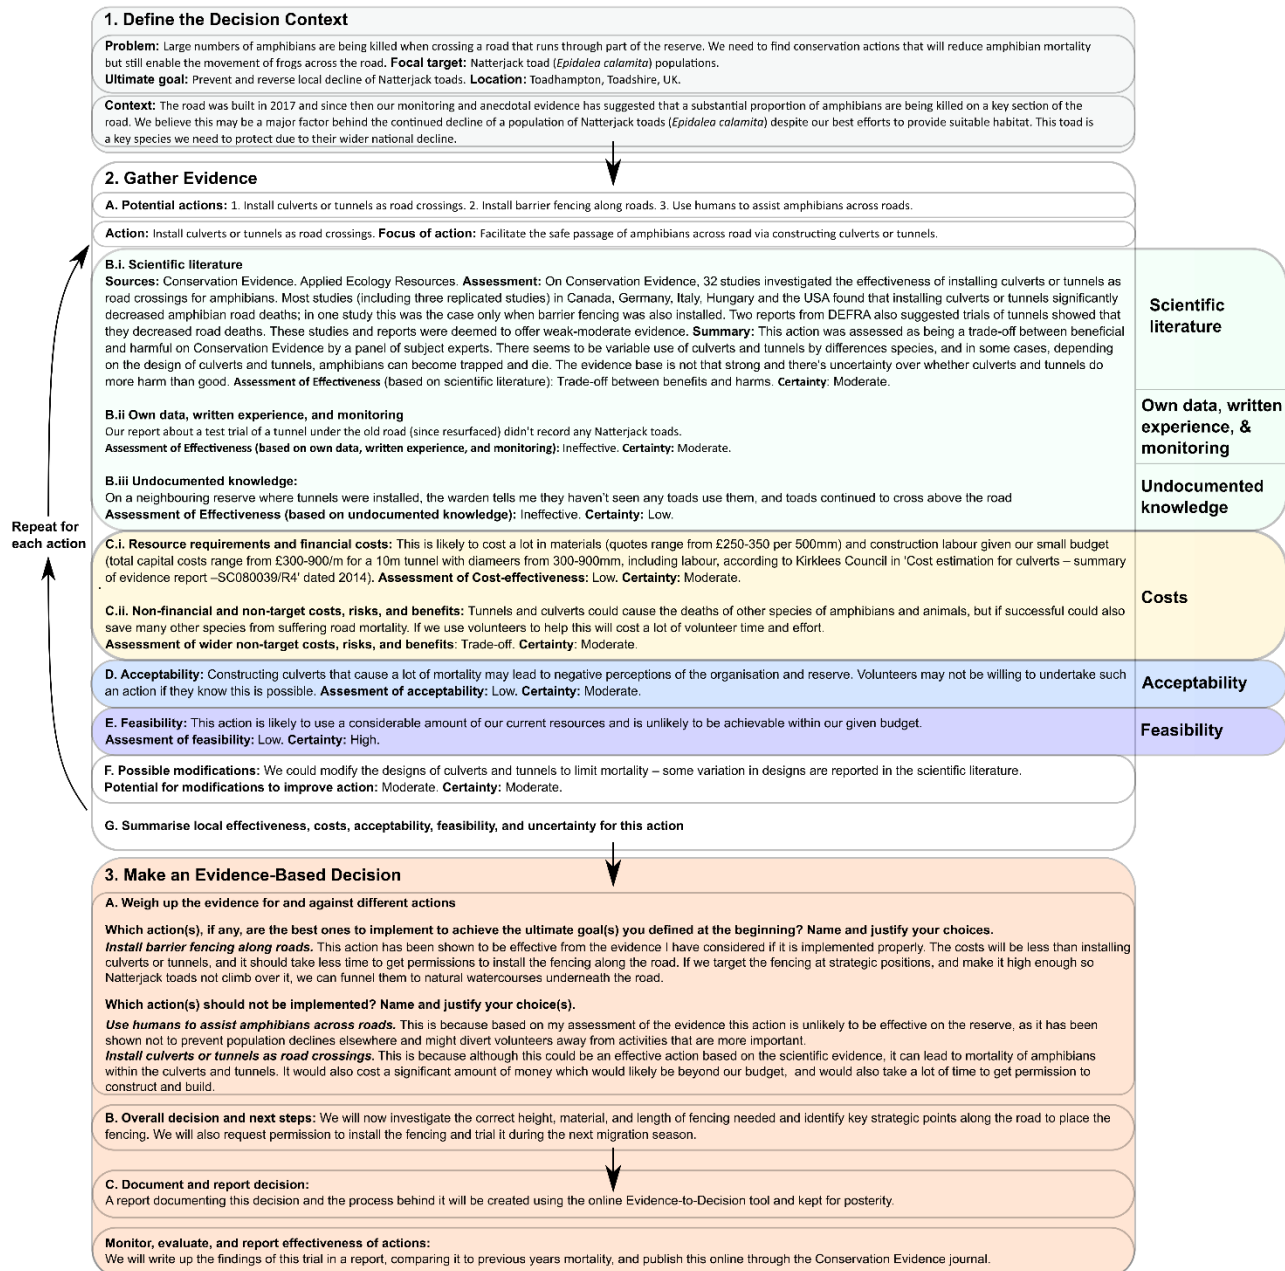 1. Define the Decision Context
Problem: Large numbers of amphibians are being killed when crossing a road that runs through part of the reserve. We need to find conservation actions that will reduce amphibian mortality
but still enable the movement of frogs across the road. Focal target: Natterjack toad (Epidalea calamita) populations.
Ultimate goal: Prevent and reverse local decline of Natterjack toads. Location: Toadhampton, Toadshire, UK.
Context: The road was built in 2017 and since then our monitoring and anecdotal evidence has suggested that a substantial proportion of amphibians are being killed on a key section of the
road. We believe this may be a major factor behind the continued decline of a population of Natterjack toads (Epidalea calamita) despite our best efforts to provide suitable habitat. This toad is
a key species we need to protect due to their wider national decline.
2. Gather Evidence
A. Potential actions: 1. Install culverts or tunnels as road crossings. 2. Install barrier fencing along roads. 3. Use humans to assist amphibians across roads.
Action: Install culverts or tunnels as road crossings. Focus of action: Facilitate the safe passage of amphibians across road via constructing culverts or tunnels.
B.i. Scientific literature
Sources: Conservation Evidence. Applied Ecology Resources. Assessment: On Conservation Evidence, 32 studies investigated the effectiveness of installing culverts or tunnels as
road crossings for amphibians. Most studies (including three replicated studies) in Canada, Germany, Italy, Hungary and the USA found that installing culverts or tunnels significantly
decreased amphibian road deaths; in one study this was the case only when barrier fencing was also installed. Two reports from DEFRA also suggested trials of tunnels showed that
they decreased road deaths. These studies and reports were deemed to offer weak-moderate evidence. Summary: This action was assessed as being a trade-off between beneficial
and harmful on Conservation Evidence by a panel of subject experts. There seems to be variable use of culverts and tunnels by differences species, and in some cases, depending
on the design of culverts and tunnels, amphibians can become trapped and die. The evidence base is not that strong and there's uncertainty over whether culverts and tunnels do
more harm than good. Assessment of Effectiveness (based on scientific literature): Trade-off between benefits and harms. Certainty: Moderate.
Scientific
literature
B.ii Own data, written experience, and monitoring
Our report about a test trial of a tunnel under the old road (since resurfaced) didn't record any Natterjack toads.
Assessment of Effectiveness (based on own data, written experience, and monitoring): Ineffective. Certainty: Moderate.
Own data, written
experience, &
monitoring
B.iii Undocumented knowledge:
On a neighbouring reserve where tunnels were installed, the warden tells me they haven't seen any toads use them, and toads continued to cross above the road
Assessment of Effectiveness (based on undocumented knowledge): Ineffective. Certainty: Low.
Undocumented
knowledge
Repeat for
each action
C.i. Resource requirements and financial costs: This is likely to cost a lot in materials (quotes range from £250-350 per 500mm) and construction labour given our small budget
(total capital costs range from £300-900/m for a 10m tunnel with diameers from 300-900mm, including labour, according to Kirklees Council in 'Cost estimation for culverts – summary
of evidence report –SC080039/R4' dated 2014). Assessment of Cost-effectiveness: Low. Certainty: Moderate.
C.ii. Non-financial and non-target costs, risks, and benefits: Tunnels and culverts could cause the deaths of other species of amphibians and animals, but if successful could also
save many other species from suffering road mortality. If we use volunteers to help this will cost a lot of volunteer time and effort.
Assessment of wider non-target costs, risks, and benefits: Trade-off. Certainty: Moderate.
Costs
D. Acceptability: Constructing culverts that cause a lot of mortality may lead to negative perceptions of the organisation and reserve. Volunteers may not be willing to undertake such
an action if they know this is possible. Assesment of acceptability: Low. Certainty: Moderate.
Acceptability
E. Feasibility: This action is likely to use a considerable amount of our current resources and is unlikely to be achievable within our given budget.
Assesment of feasibility: Low. Certainty: High.
Feasibility
F. Possible modifications: We could modify the designs of culverts and tunnels to limit mortality – some variation in designs are reported in the scientific literature.
Potential for modifications to improve action: Moderate. Certainty: Moderate.
G. Summarise local effectiveness, costs, acceptability, feasibility, and uncertainty for this action
3. Make an Evidence-Based Decision
A. Weigh up the evidence for and against different actions
Which action(s), if any, are the best ones to implement to achieve the ultimate goal(s) you defined at the beginning? Name and justify your choices.
Install barrier fencing along roads. This action has been shown to be effective from the evidence I have considered if it is implemented properly. The costs will be less than installing
culverts or tunnels, and it should take less time to get permissions to install the fencing along the road. If we target the fencing at strategic positions, and make it high enough so
Natterjack toads not climb over it, we can funnel them to natural watercourses underneath the road.
Which action(s) should not be implemented? Name and justify your choice(s).
Use humans to assist amphibians across roads. This is because based on my assessment of the evidence this action is unlikely to be effective on the reserve, as it has been
shown not to prevent population declines elsewhere and might divert volunteers away from activities that are more important.
Install culverts or tunnels as road crossings. This is because although this could be an effective action based on the scientific evidence, it can lead to mortality of amphibians
within the culverts and tunnels. It would also cost a significant amount of money which would likely be beyond our budget, and would also take a lot of time to get permission to
construct and build.
B. Overall decision and next steps: We will now investigate the correct height, material, and length of fencing needed and identify key strategic points along the road to place the
fencing. We will also request permission to install the fencing and trial it during the next migration season.
C. Document and report decision:
A report documenting this decision and the process behind it will be created using the online Evidence-to-Decision tool and kept for posterity.
Monitor, evaluate, and report effectiveness of actions:
We will write up the findings of this trial in a report, comparing it to previous years mortality, and publish this online through the Conservation Evidence journal.